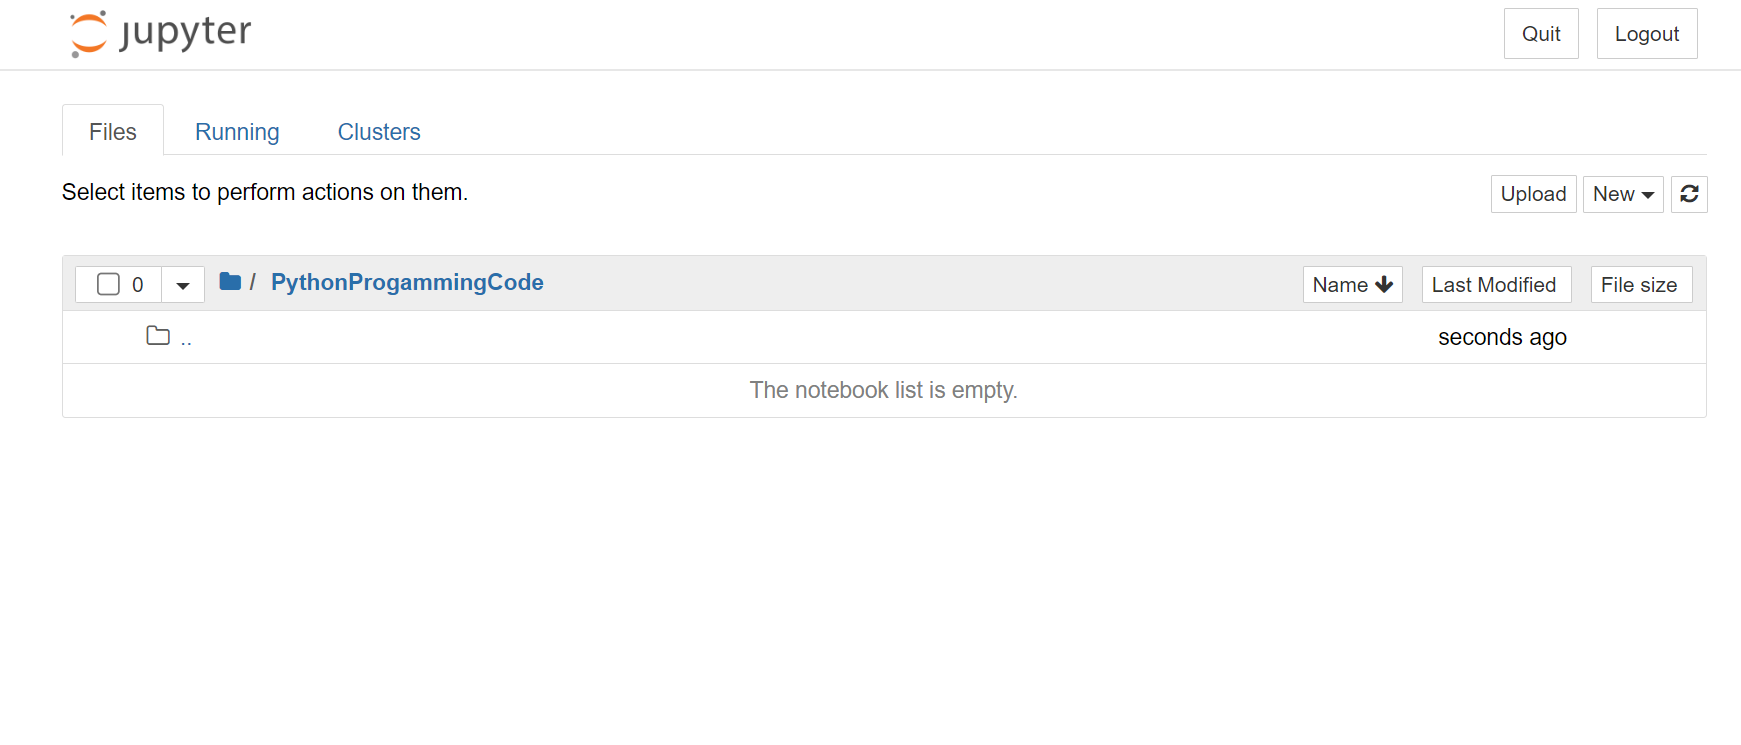 jupyter
Quit
Logout
Files
Running
Clusters
Select items to perform actions on them.
Upload
New
0
/ PythonProgammingCode
Name
Last Modified
File size
..
seconds ago
The notebook list is empty.